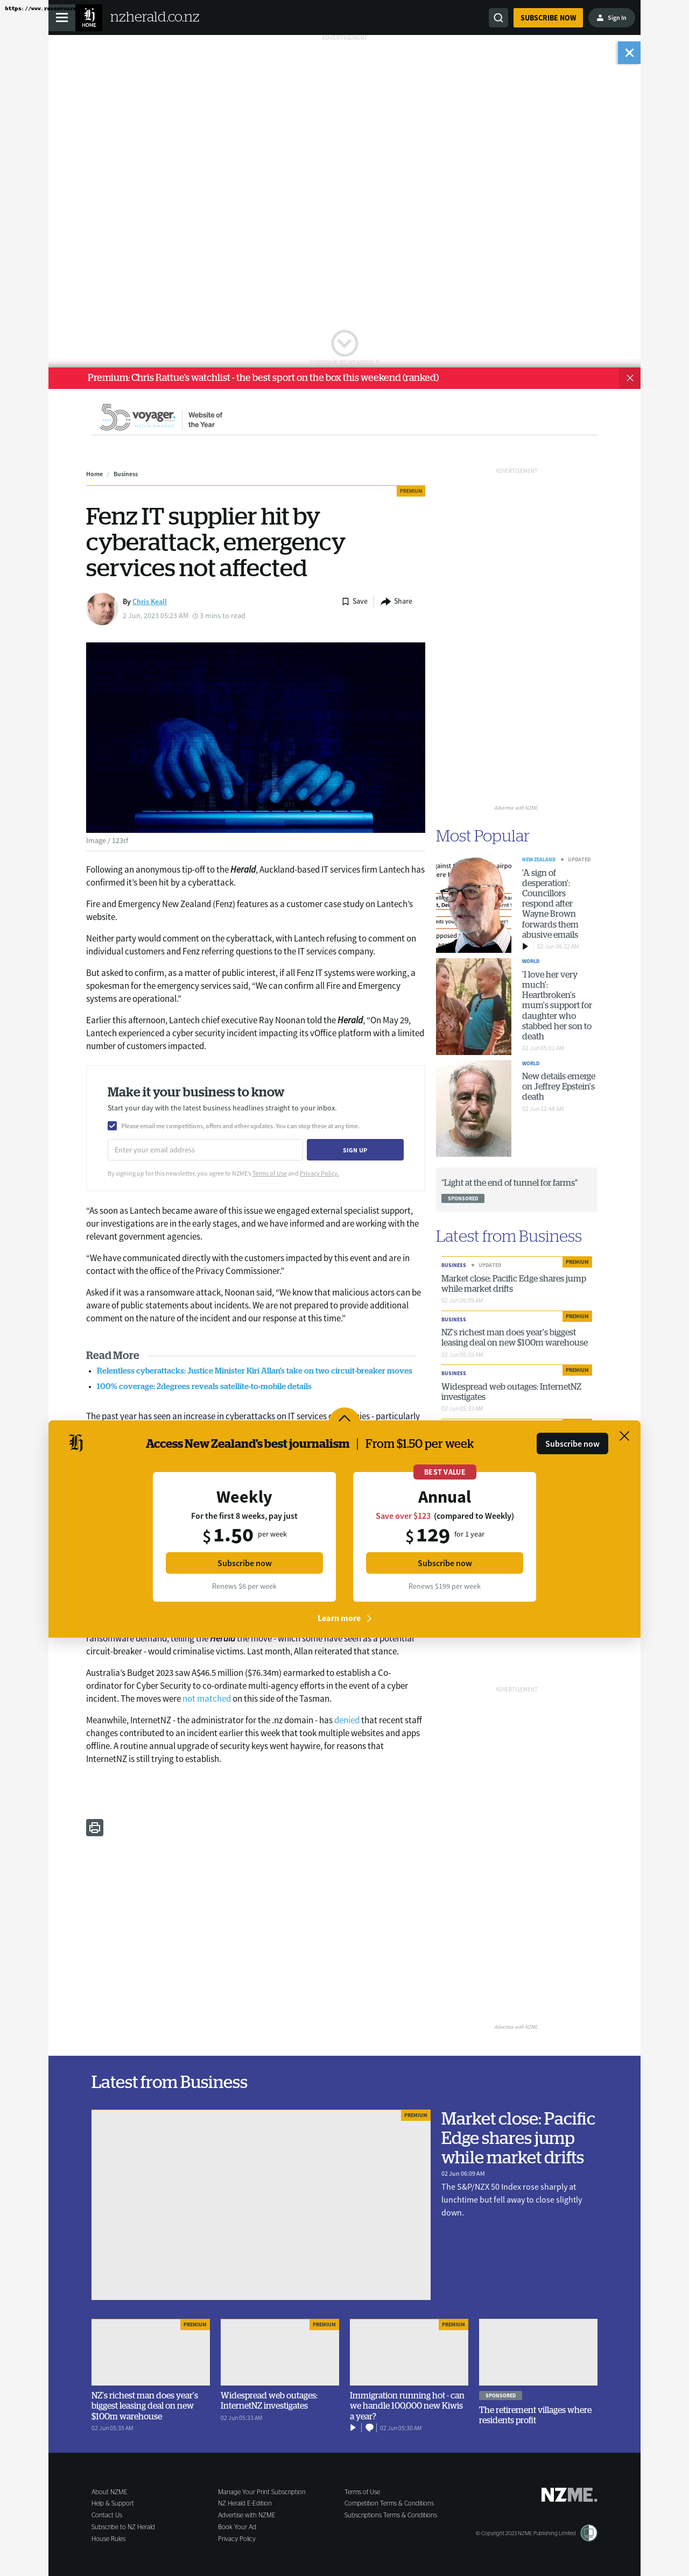 https://www.
HOME
nzherald.co.nz
SUBSCRIBE NOW
Sign In
ADVERTISEMENT
Premium: Chris Rattue's watchlist - the best sport on the box this weekend (ranked)
50 voyager
MEDIA AWARDS
Website of
the Year
Home / Business
ADVERTISEMENT
PREMIUM
Fenz IT supplier hit by
cyberattack, emergency
services not affected
By Chris Keall
2 Jun, 2023 05:23 AM 3 mins to read
Save
Share
Image / 123rf
Following an anonymous tip-off to the Herald, Auckland-based IT services firm Lantech has
confirmed it's been hit by a cyberattack.
Fire and Emergency New Zealand (Fenz) features as a customer case study on Lantech's
website.
Neither party would comment on the cyberattack, with Lantech refusing to comment on
individual customers and Fenz referring questions back to the IT services company.
But asked to confirm, as a matter of public interest, if all Fenz IT systems were working, a
spokesman for the emergency services said, "We can confirm all Fire and Emergency
systems are operational."
Earlier this afternoon, Lantech chief executive Ray Noonan told the Herald, "On May 29,
Lantech experienced a cyber security incident impacting its vOffice platform with a limited
number of customers impacted.
Make it your business to know
Start your day with the latest business headlines straight to your inbox.
Please email me competitions, offers and other updates. You can stop these at any time.
Enter your email address
SIGN UP
By signing up for this newsletter, you agree to NZME's Terms of Use and Privacy Policy.
"As soon as Lantech became aware of this issue we engaged external specialist support,
our investigations are in the early stages, and we have informed and are working with the
relevant government agencies.
"We have communicated directly with the customers impacted by this event and are in
contact with the office of the Privacy Commissioner."
Asked if it was a ransomware attack, Noonan said, "We know that malicious actors can be
aware of public statements about incidents. We are not prepared to provide additional
comment on the nature of the incident and our response at this time."
Read More
Relentless cyberattacks: Justice Minister Kiri Allan's take on two circuit-breaker moves
100% coverage: 2degrees reveals satellite-to-mobile details
The past year has seen an increase in cyberattacks on IT services - particularly
Advertise with NZME.
Most Popular
NEW ZEALAND UPDATED
'A sign of
desperation':
Councillors
respond after
Wayne Brown
forwards them
abusive emails
02 Jun 06:32 AM
WORLD
'I love her very
much':
Heartbroken's
mum's support for
daughter who
stabbed her son to
death
02 Jun 05:01 AM
WORLD
New details emerge
on Jeffrey Epstein's
death
02 Jun 12:48 AM
"Light at the end of tunnel for farms"
SPONSORED
Latest from Business
PREMIUM
BUSINESS UPDATED
Market close: Pacific Edge shares jump
while market drifts
02 Jun 06:09 AM
PREMIUM
BUSINESS
NZ's richest man does year's biggest
leasing deal on new $100m warehouse
02 Jun 05:35 AM
PREMIUM
BUSINESS
Widespread web outages: InternetNZ
investigates
02 Jun 05:33 AM
Access New Zealand's best journalism | From $1.50 per week
Subscribe now
Weekly
For the first 8 weeks, pay just
$1.50 per week
Subscribe now
Renews $6 per week
BEST VALUE
Annual
Save over $123 (compared to Weekly)
$129 for 1 year
Subscribe now
Renews $199 per week
Learn more
ransomware demand, telling the Herald the move - which some have seen as a potential
circuit-breaker - would criminalise victims. Last month, Allan reiterated that stance.
Australia's Budget 2023 saw A$46.5 million ($76.34m) earmarked to establish a Co-
ordinator for Cyber Security to co-ordinate multi-agency efforts in the event of a cyber
incident. The moves were not matched on this side of the Tasman.
Meanwhile, InternetNZ - the administrator for the .nz domain - has denied that recent staff
changes contributed to an incident earlier this week that took multiple websites and apps
offline. A routine annual upgrade of security keys went haywire, for reasons that
InternetNZ is still trying to establish.
ADVERTISEMENT
Advertise with NZME.
Latest from Business
PREMIUM
Market close: Pacific
Edge shares jump
while market drifts
02 Jun 06:09 AM
The S&P/NZX 50 Index rose sharply at
lunchtime but fell away to close slightly
down.
PREMIUM
NZ's richest man does year's
biggest leasing deal on new
$100m warehouse
02 Jun 05:35 AM
PREMIUM
Widespread web outages:
InternetNZ investigates
02 Jun 05:33 AM
PREMIUM
Immigration running hot - can
we handle 100,000 new Kiwis
a year?
02 Jun 05:30 AM
SPONSORED
The retirement villages where
residents profit
About NZME
Help & Support
Contact Us
Subscribe to NZ Herald
House Rules
Manage Your Print Subscription
NZ Herald E-Edition
Advertise with NZME
Book Your Ad
Privacy Policy
Terms of Use
Competition Terms & Conditions
Subscriptions Terms & Conditions
NZME.
© Copyright 2023 NZME Publishing Limited